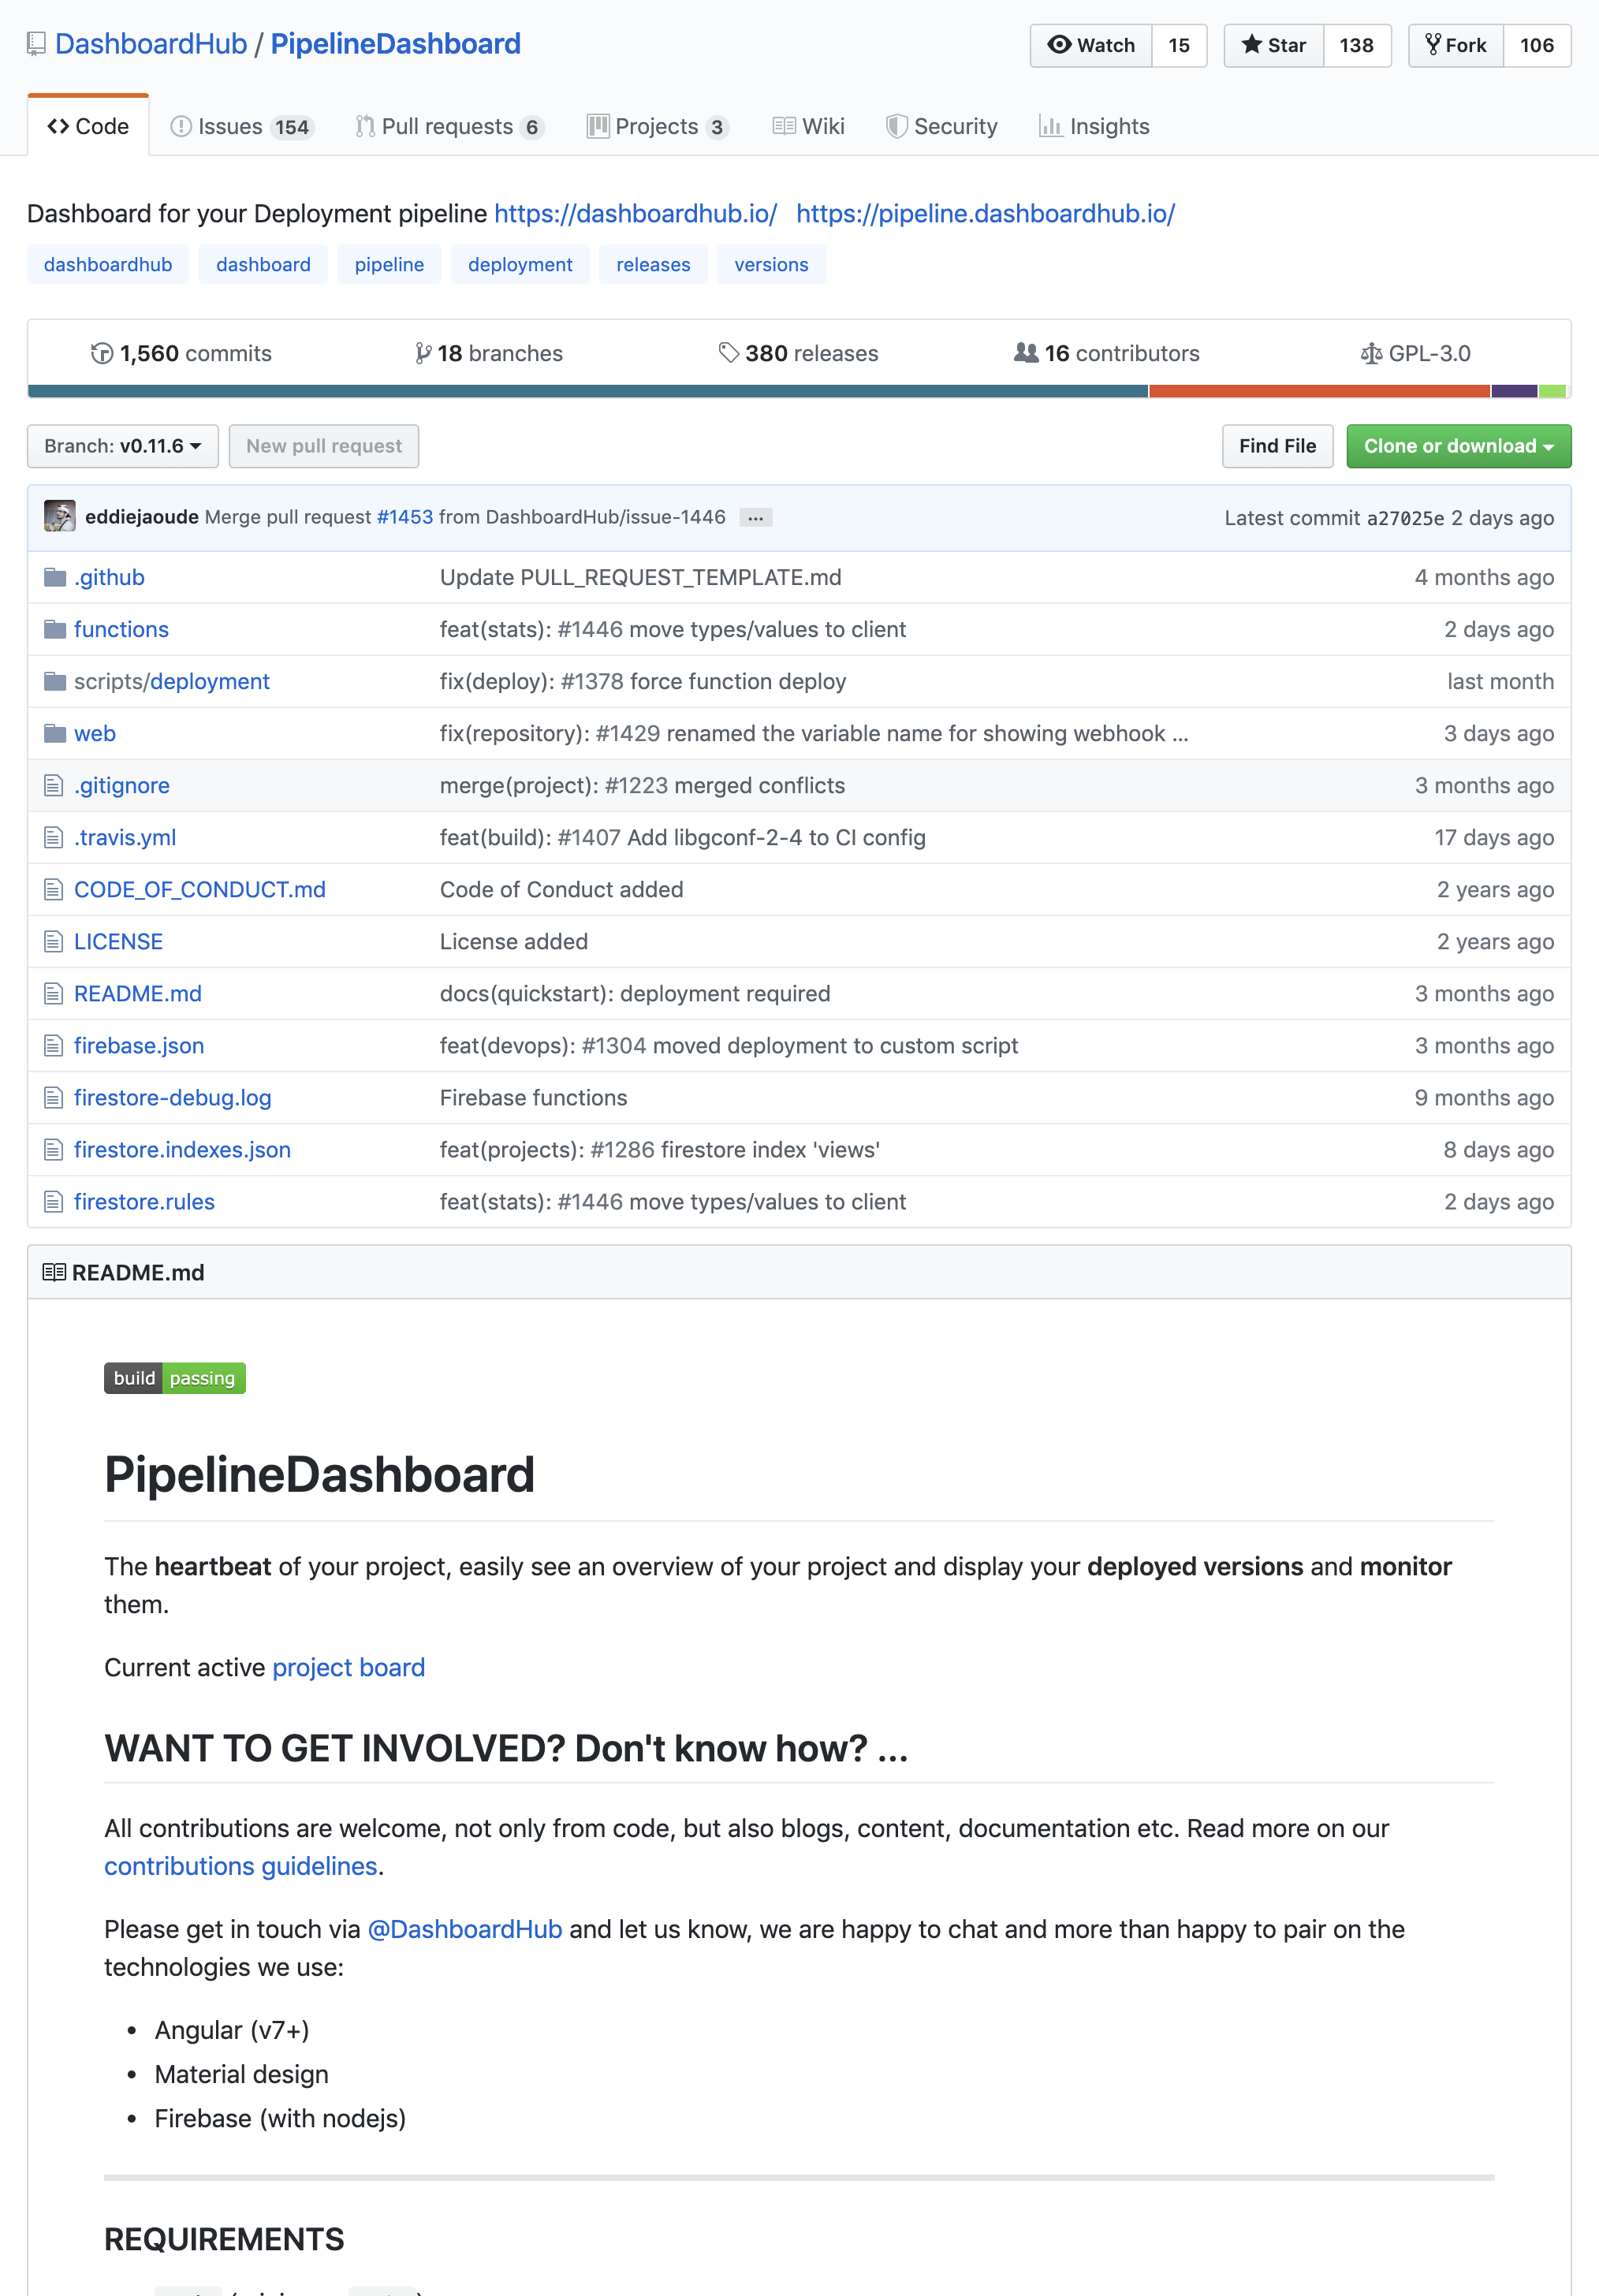 DashboardHub / PipelineDashboard
Watch 15 Star 138 Fork 106
Code Issues 154 Pull requests 6 Projects 3 Wiki Security Insights
Dashboard for your Deployment pipeline https://dashboardhub.io/ https://pipeline.dashboardhub.io/
dashboardhub dashboard pipeline deployment releases versions
1,560 commits 18 branches 380 releases 16 contributors GPL-3.0
Branch: v0.11.6 New pull request Find File Clone or download
eddiejaoude Merge pull request #1453 from DashboardHub/issue-1446 ... Latest commit a27025e 2 days ago
.github Update PULL_REQUEST_TEMPLATE.md 4 months ago
functions feat(stats): #1446 move types/values to client 2 days ago
scripts/deployment fix(deploy): #1378 force function deploy last month
web fix(repository): #1429 renamed the variable name for showing webhook ... 3 days ago
.gitignore merge(project): #1223 merged conflicts 3 months ago
.travis.yml feat(build): #1407 Add libgconf-2-4 to CI config 17 days ago
CODE_OF_CONDUCT.md Code of Conduct added 2 years ago
LICENSE License added 2 years ago
README.md docs(quickstart): deployment required 3 months ago
firebase.json feat(devops): #1304 moved deployment to custom script 3 months ago
firestore-debug.log Firebase functions 9 months ago
firestore.indexes.json feat(projects): #1286 firestore index 'views' 8 days ago
firestore.rules feat(stats): #1446 move types/values to client 2 days ago
README.md
build passing
PipelineDashboard
The heartbeat of your project, easily see an overview of your project and display your deployed versions and monitor
them.
Current active project board
WANT TO GET INVOLVED? Don't know how? ...
All contributions are welcome, not only from code, but also blogs, content, documentation etc. Read more on our
contributions guidelines.
Please get in touch via @DashboardHub and let us know, we are happy to chat and more than happy to pair on the
technologies we use:
• Angular (v7+)
• Material design
• Firebase (with nodejs)
REQUIREMENTS